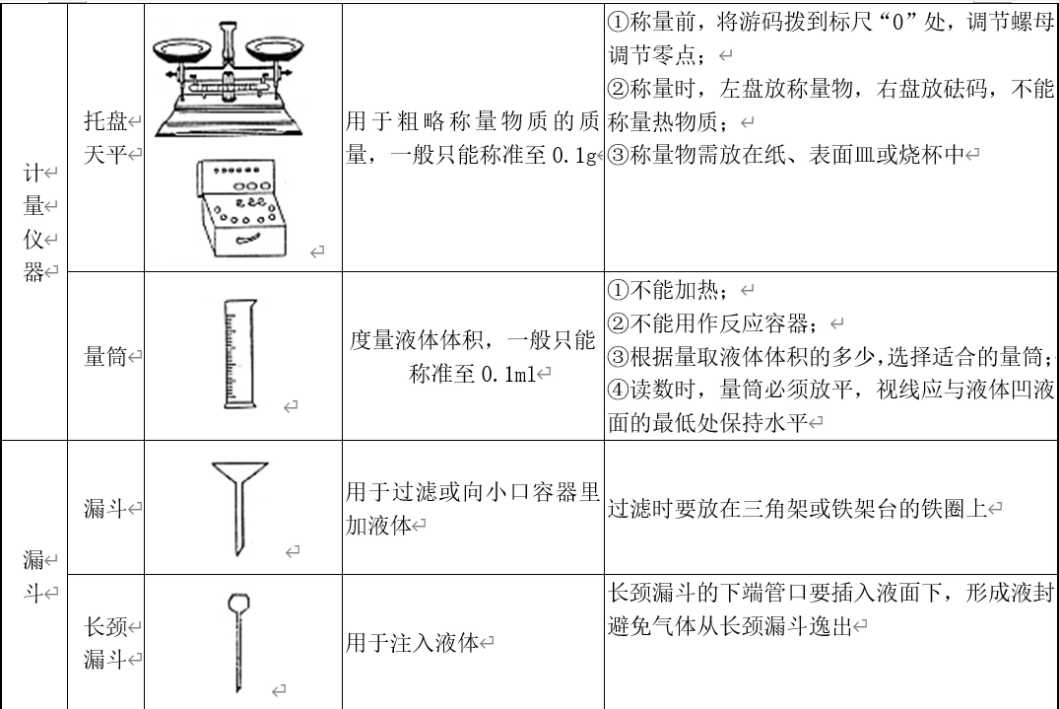 计
量
仪
器
托盘
天平
用于粗略称量物质的质
量，一般只能称准至 0.1g
①称量前，将游码拨到标尺“0”处，调节螺母
调节零点；
②称量时，左盘放称量物，右盘放砝码，不能
称量热物质；
③称量物需放在纸、表面皿或烧杯中
量筒
度量液体体积，一般只能
称准至 0.1ml
①不能加热；
②不能用作反应容器；
③根据量取液体体积的多少,选择适合的量筒；
④读数时，量筒必须放平，视线应与液体凹液
面的最低处保持水平
漏
斗
漏斗
用于过滤或向小口容器里
加液体
过滤时要放在三角架或铁架台的铁圈上
长颈
漏斗
用于注入液体
长颈漏斗的下端管口要插入液面下，形成液封
避免气体从长颈漏斗逸出